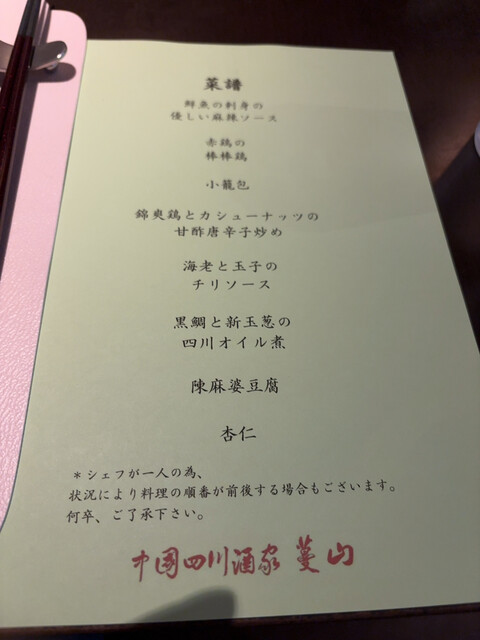 菜譜
鮮魚の刺身の
優しい麻辣ソース
赤鶏の
棒棒鶏
小籠包
錦爽鶏とカシューナッツの
甘酢唐辛子炒め
海老と玉子の
チリソース
黒鯛と新玉葱の
四川オイル煮
陳麻婆豆腐
杏仁
*シェフが一人の為、
状況により料理の順番が前後する場合もございます。
何卒、ご了承下さい。
中國四川酒家 蔓山